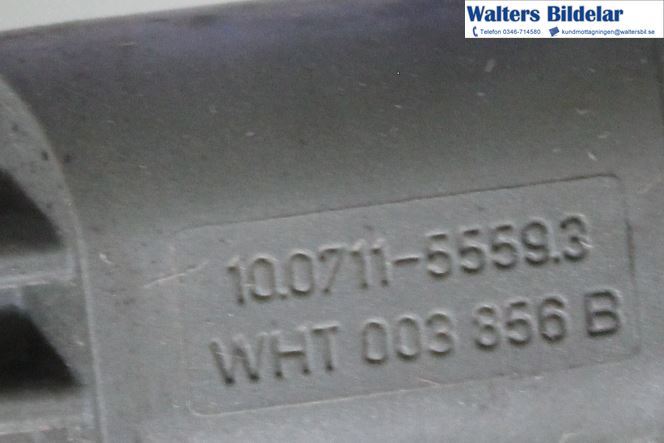 Walters Bildelar
Telefon 0346-714580 kundmottagningen@waltersbil.se
10.0711-5559.3
WHT 003 856 B